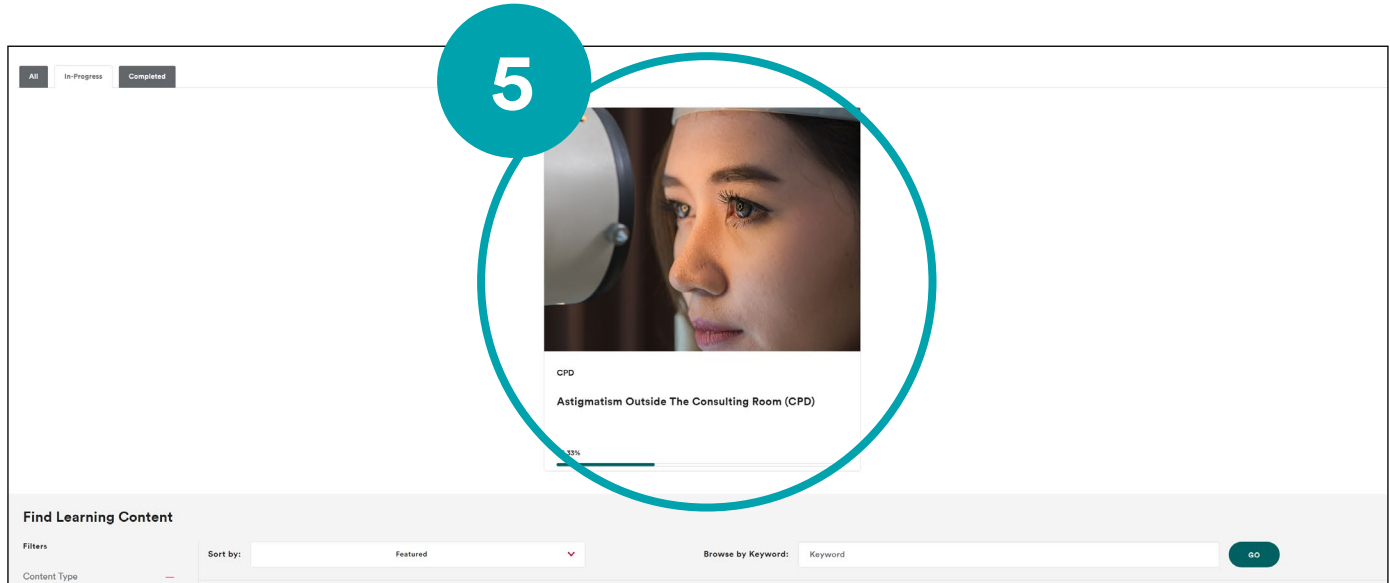 5
All In-Progress Completed
CPD
Astigmatism Outside The Consulting Room (CPD)
33%
Find Learning Content
Filters
Sort by: Featured Browse by Keyword: Keyword GO
Content Type